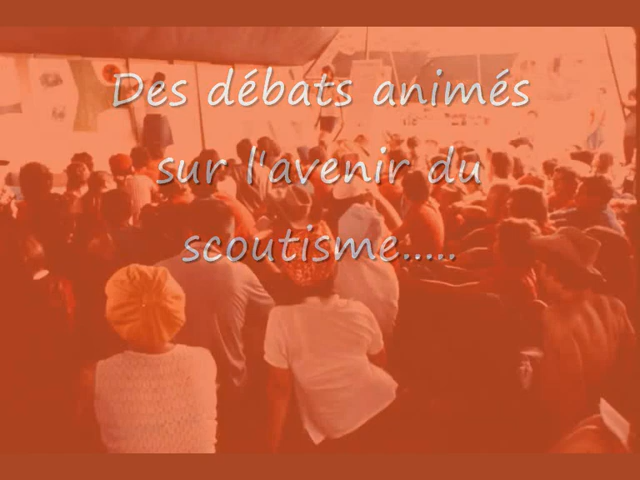 Des débats animés
sur l'avenir du
scoutisme.....